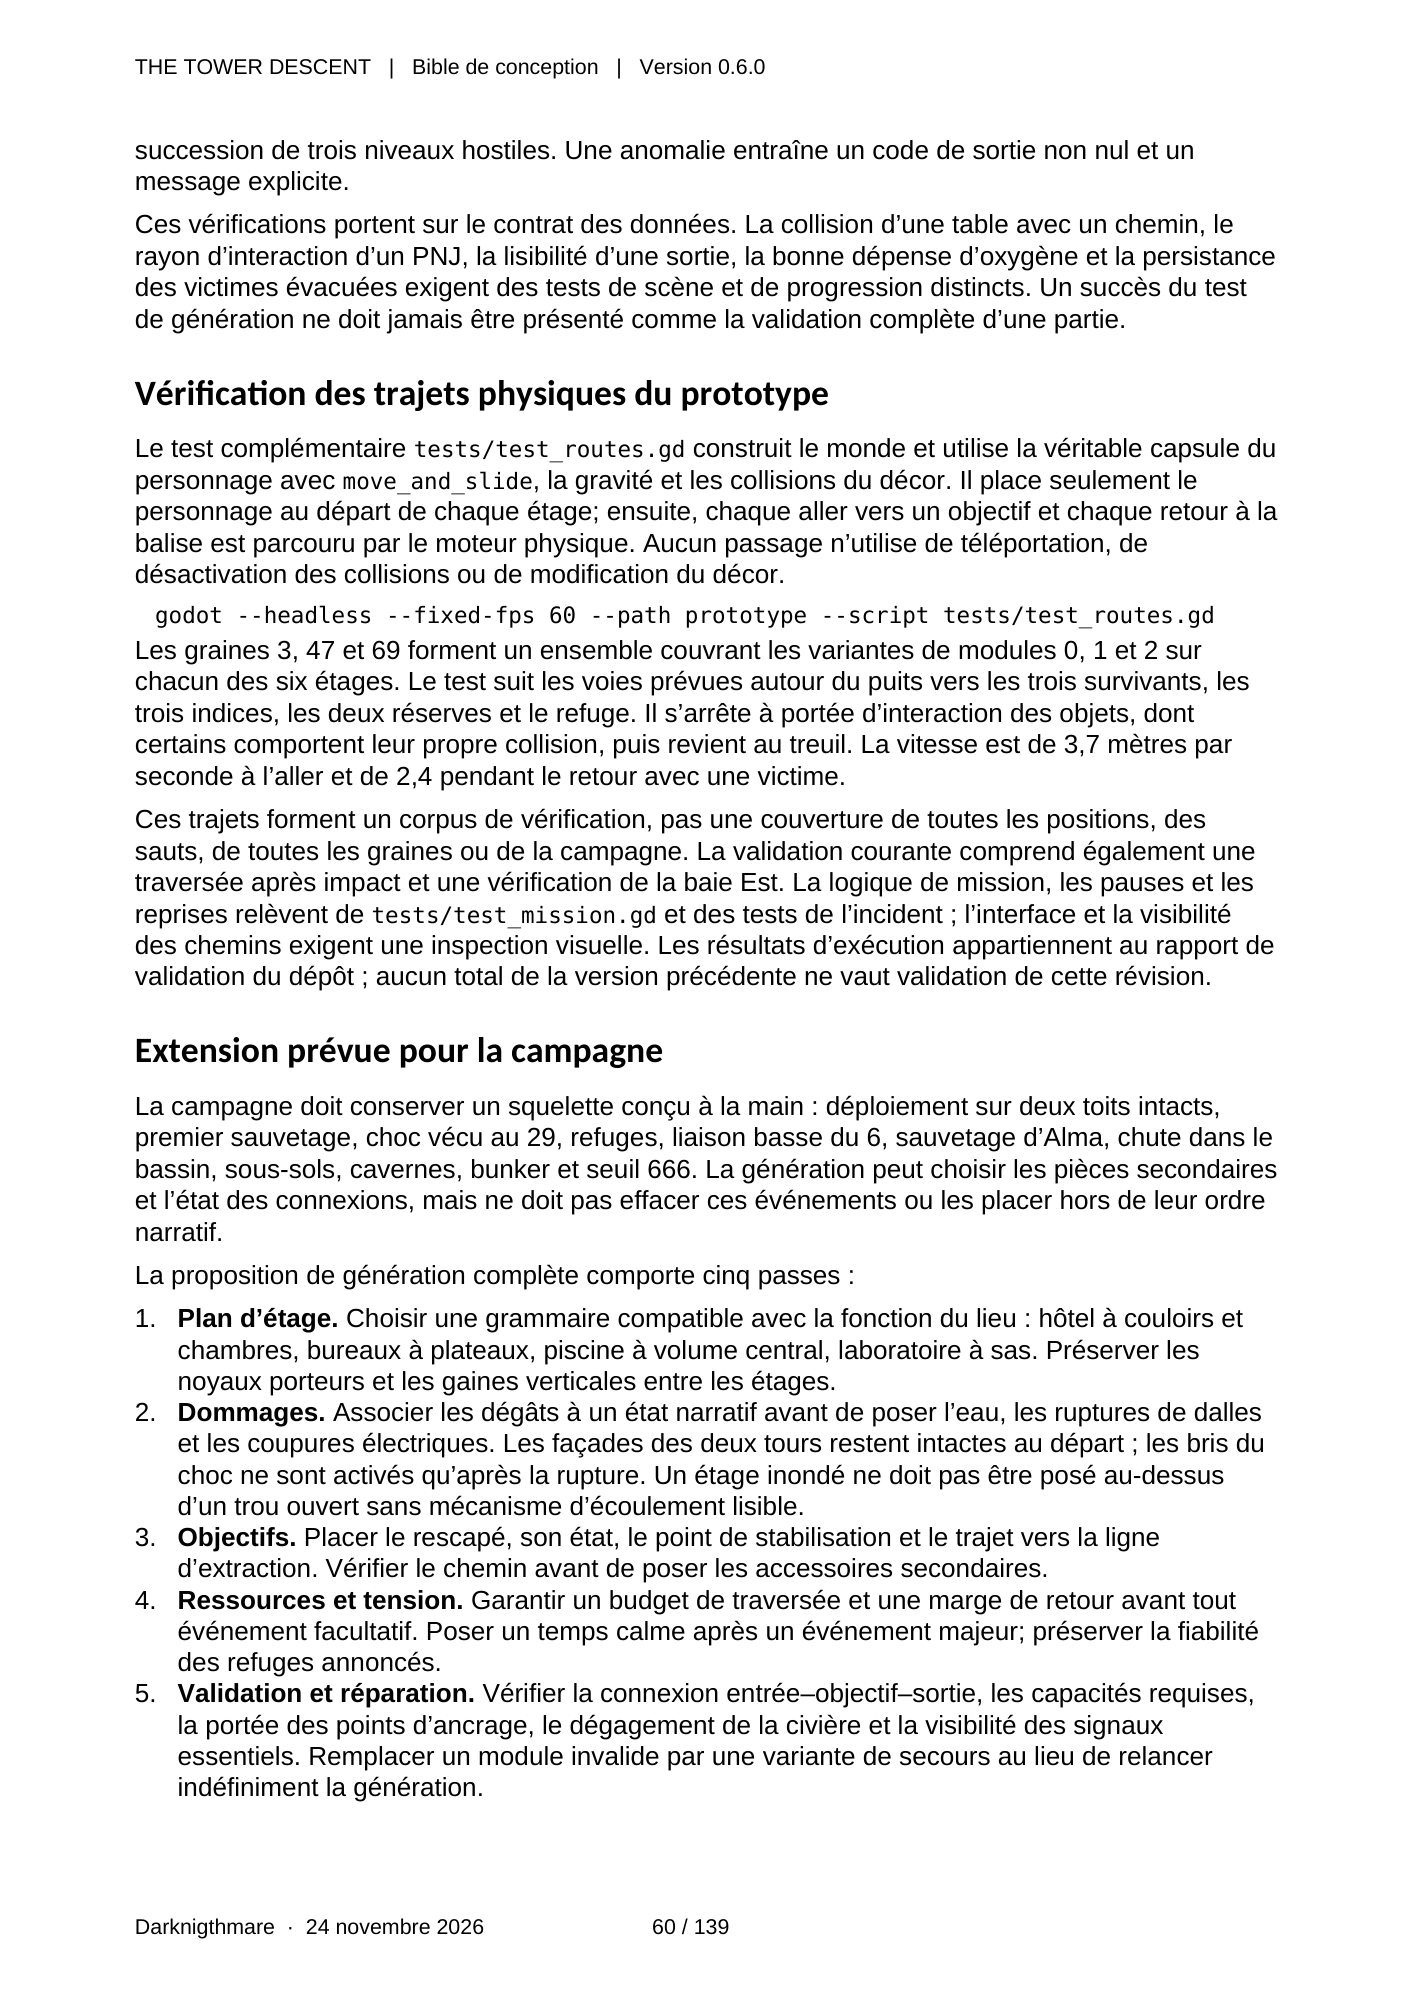 THE TOWER DESCENT | Bible de conception | Version 0.6.0
succession de trois niveaux hostiles. Une anomalie entraîne un code de sortie non nul et un
message explicite.
Ces vérifications portent sur le contrat des données. La collision d’une table avec un chemin, le
rayon d’interaction d’un PNJ, la lisibilité d’une sortie, la bonne dépense d’oxygène et la persistance
des victimes évacuées exigent des tests de scène et de progression distincts. Un succès du test
de génération ne doit jamais être présenté comme la validation complète d’une partie.
Vérification des trajets physiques du prototype
Le test complémentaire tests/test_routes.gd construit le monde et utilise la véritable capsule du
personnage avec move_and_slide, la gravité et les collisions du décor. Il place seulement le
personnage au départ de chaque étage; ensuite, chaque aller vers un objectif et chaque retour à la
balise est parcouru par le moteur physique. Aucun passage n’utilise de téléportation, de
désactivation des collisions ou de modification du décor.
godot --headless --fixed-fps 60 --path prototype --script tests/test_routes.gd
Les graines 3, 47 et 69 forment un ensemble couvrant les variantes de modules 0, 1 et 2 sur
chacun des six étages. Le test suit les voies prévues autour du puits vers les trois survivants, les
trois indices, les deux réserves et le refuge. Il s’arrête à portée d’interaction des objets, dont
certains comportent leur propre collision, puis revient au treuil. La vitesse est de 3,7 mètres par
seconde à l’aller et de 2,4 pendant le retour avec une victime.
Ces trajets forment un corpus de vérification, pas une couverture de toutes les positions, des
sauts, de toutes les graines ou de la campagne. La validation courante comprend également une
traversée après impact et une vérification de la baie Est. La logique de mission, les pauses et les
reprises relèvent de tests/test_mission.gd et des tests de l’incident ; l’interface et la visibilité
des chemins exigent une inspection visuelle. Les résultats d’exécution appartiennent au rapport de
validation du dépôt ; aucun total de la version précédente ne vaut validation de cette révision.
Extension prévue pour la campagne
La campagne doit conserver un squelette conçu à la main : déploiement sur deux toits intacts,
premier sauvetage, choc vécu au 29, refuges, liaison basse du 6, sauvetage d’Alma, chute dans le
bassin, sous-sols, cavernes, bunker et seuil 666. La génération peut choisir les pièces secondaires
et l’état des connexions, mais ne doit pas effacer ces événements ou les placer hors de leur ordre
narratif.
La proposition de génération complète comporte cinq passes :
1. Plan d’étage. Choisir une grammaire compatible avec la fonction du lieu : hôtel à couloirs et
chambres, bureaux à plateaux, piscine à volume central, laboratoire à sas. Préserver les
noyaux porteurs et les gaines verticales entre les étages.
2. Dommages. Associer les dégâts à un état narratif avant de poser l’eau, les ruptures de dalles
et les coupures électriques. Les façades des deux tours restent intactes au départ ; les bris du
choc ne sont activés qu’après la rupture. Un étage inondé ne doit pas être posé au-dessus
d’un trou ouvert sans mécanisme d’écoulement lisible.
3. Objectifs. Placer le rescapé, son état, le point de stabilisation et le trajet vers la ligne
d’extraction. Vérifier le chemin avant de poser les accessoires secondaires.
4. Ressources et tension. Garantir un budget de traversée et une marge de retour avant tout
événement facultatif. Poser un temps calme après un événement majeur; préserver la fiabilité
des refuges annoncés.
5. Validation et réparation. Vérifier la connexion entrée–objectif–sortie, les capacités requises,
la portée des points d’ancrage, le dégagement de la civière et la visibilité des signaux
essentiels. Remplacer un module invalide par une variante de secours au lieu de relancer
indéfiniment la génération.
Darknigthmare · 24 novembre 2026 60 / 139